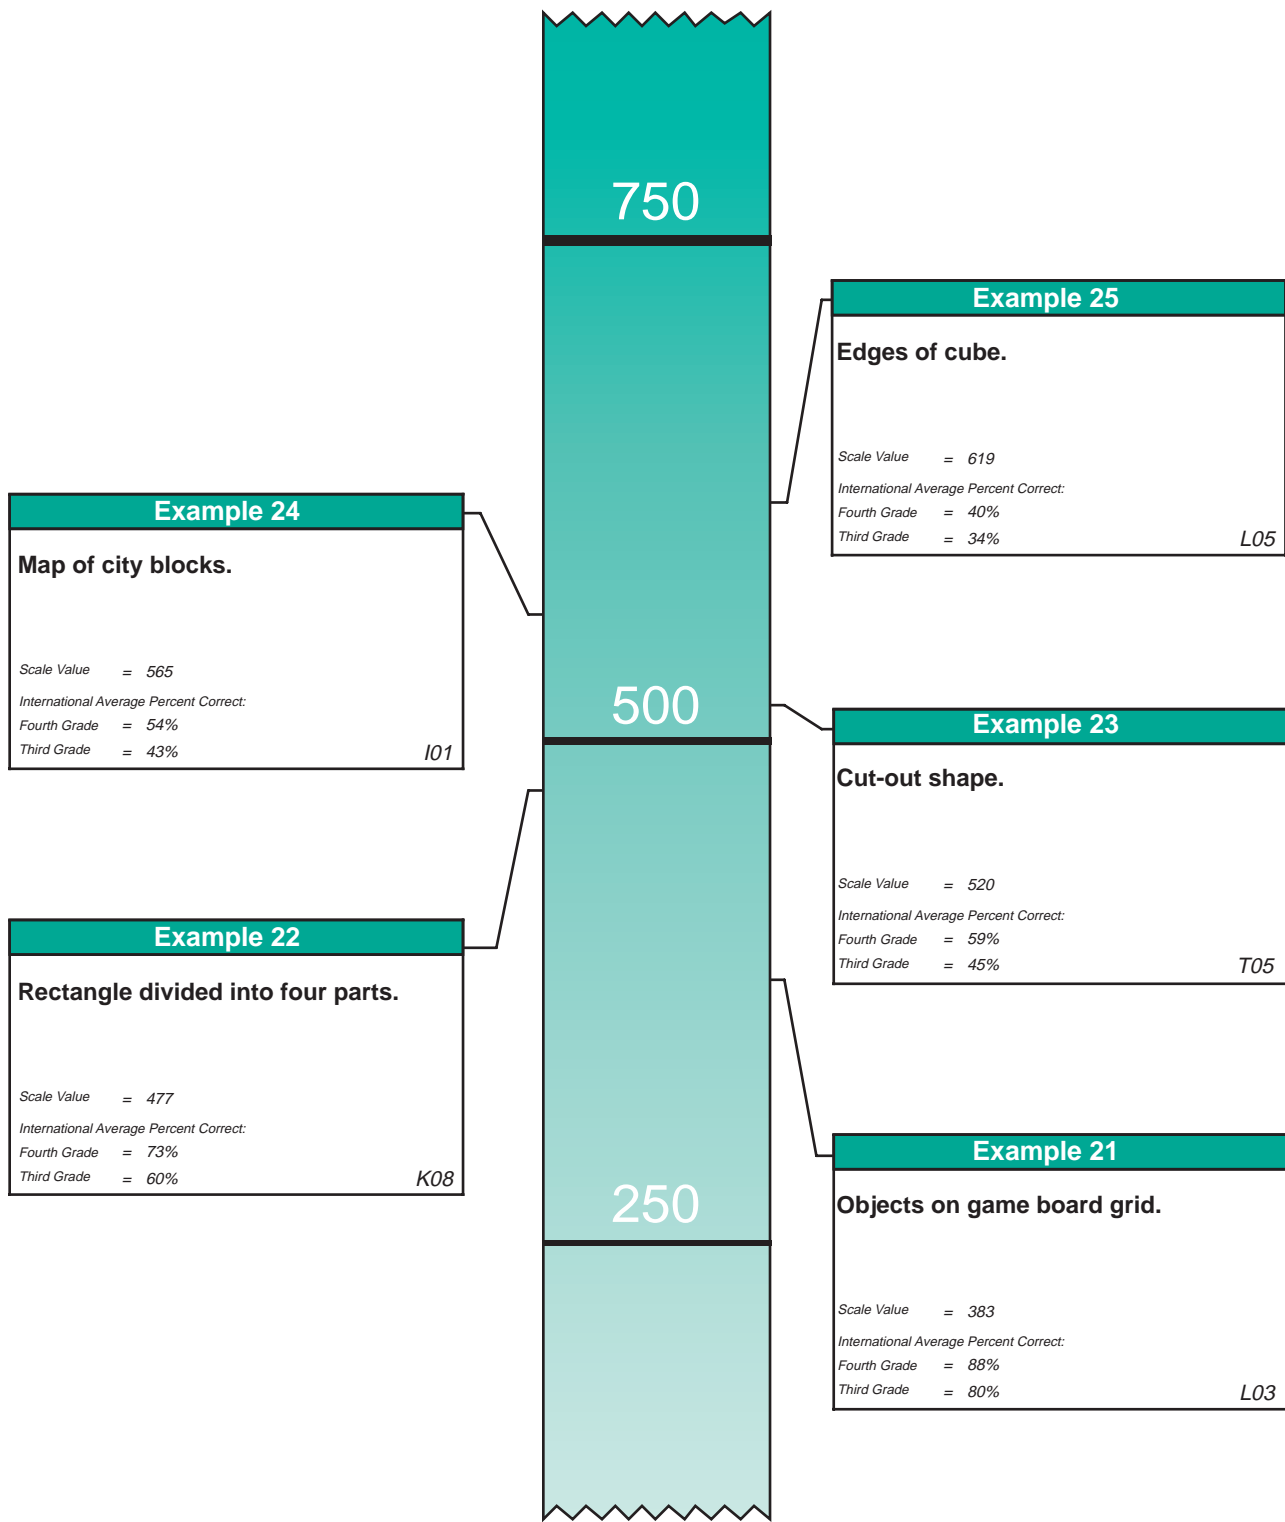 750
Example 25
Edges of cube.
Scale Value = 619
International Average Percent Correct:
Fourth Grade = 40%
Third Grade = 34%
L05
Example 24
Map of city blocks.
Scale Value = 565
International Average Percent Correct:
Fourth Grade = 54%
Third Grade = 43%
I01
500
Example 23
Cut-out shape.
Scale Value = 520
International Average Percent Correct:
Fourth Grade = 59%
Third Grade = 45%
T05
Example 22
Rectangle divided into four parts.
Scale Value = 477
International Average Percent Correct:
Fourth Grade = 73%
Third Grade = 60%
K08
250
Example 21
Objects on game board grid.
Scale Value = 383
International Average Percent Correct:
Fourth Grade = 88%
Third Grade = 80%
L03